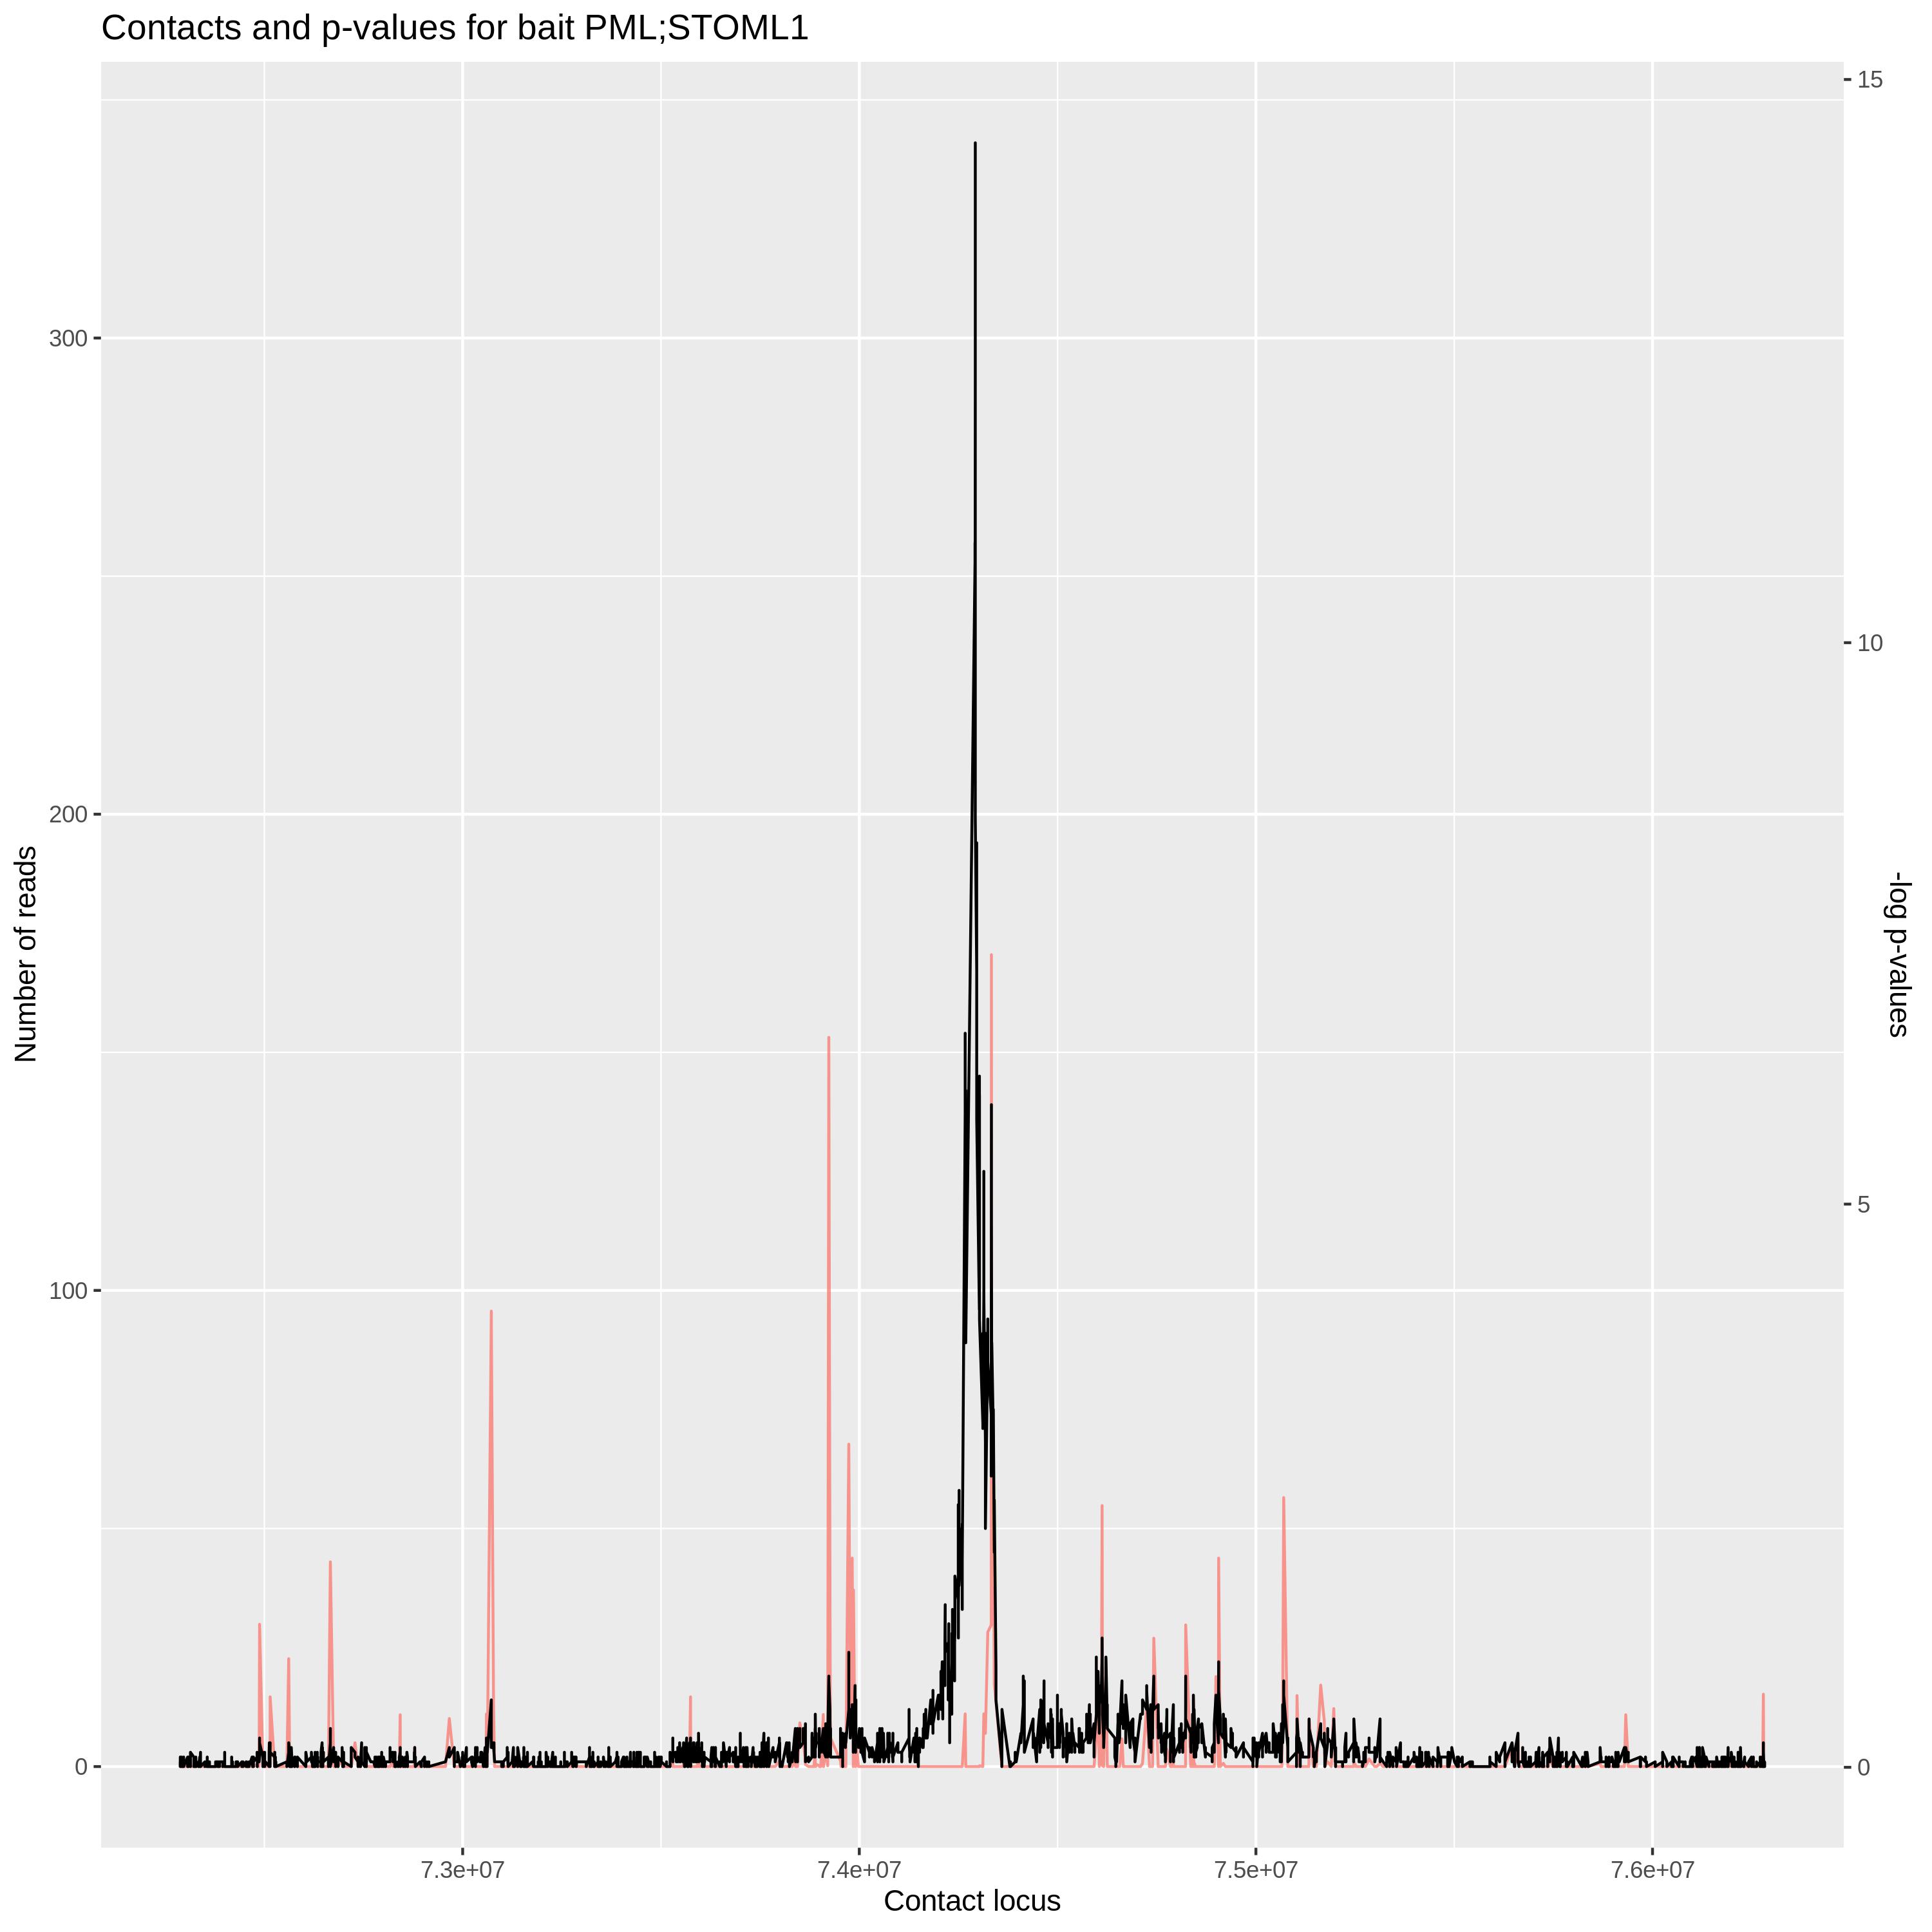 Contacts and p-values for bait PML;STOML1
Number of reads
300
200
100
0
15
10
5
0
-log p-values
7.3e+07
7.4e+07
7.5e+07
7.6e+07
Contact locus